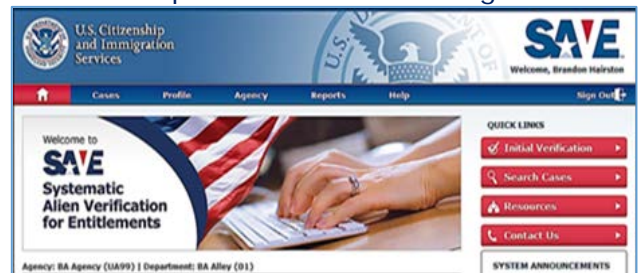 U.S. Citizenship
and Immigration
Services
SAVE
Welcome, Brandon Hairston
Cases Profile Agency Reports Help Sign Out
Welcome to
SAVE
Systematic
Alien Verification
for Entitlements
QUICK LINKS
Initial Verification
Search Cases
Resources
Contact Us
Agency: BA Agency (UA99) | Department: BA Alley (01)
SYSTEM ANNOUNCEMENTS